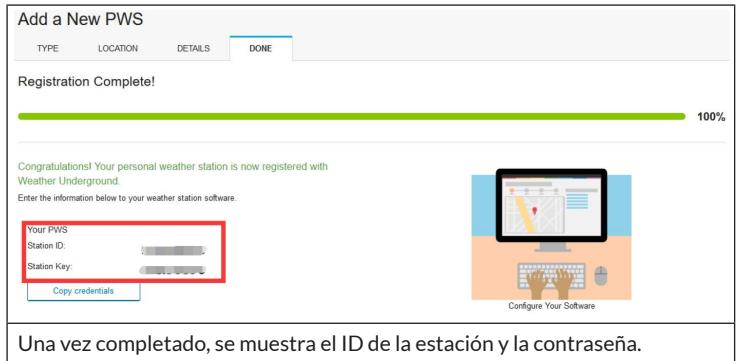 Add a New PWS
TYPE LOCATION DETAILS DONE
Registration Complete!
100%
Congratulations! Your personal weather station is now registered with
Weather Underground.
Enter the information below to your weather station software.
Your PWS
Station ID:
Station Key:
Copy credentials
Configure Your Software
Una vez completado, se muestra el ID de la estación y la contraseña.